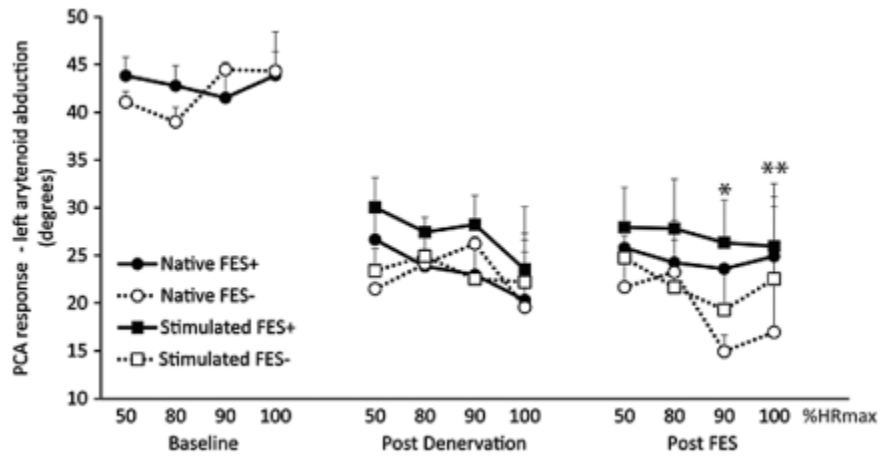 PCA response - left arytenoid abduction
(degrees)
50
45
40
35
30
25
20
15
10
* **
Native FES+
Native FES-
Stimulated FES+
Stimulated FES-
50 80 90 100 50 80 90 100 50 80 90 100 %HRmax
Baseline Post Denervation Post FES